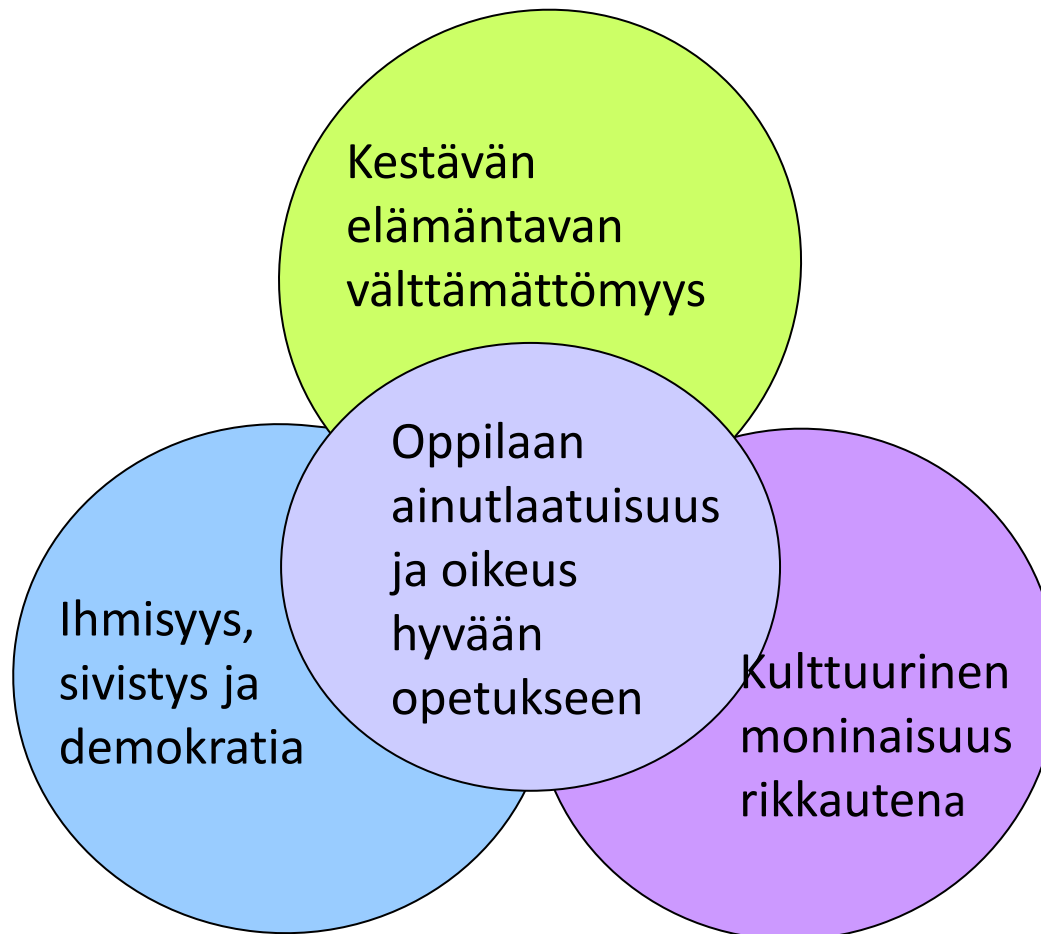 Kestävän
elämäntavan
välttämättömyys
Oppilaan
ainutlaatuisuus
ja oikeus
hyvään
opetukseen
Ihmisyys,
sivistys ja
demokratia
Kulttuurinen
moninaisuus
rikkautena